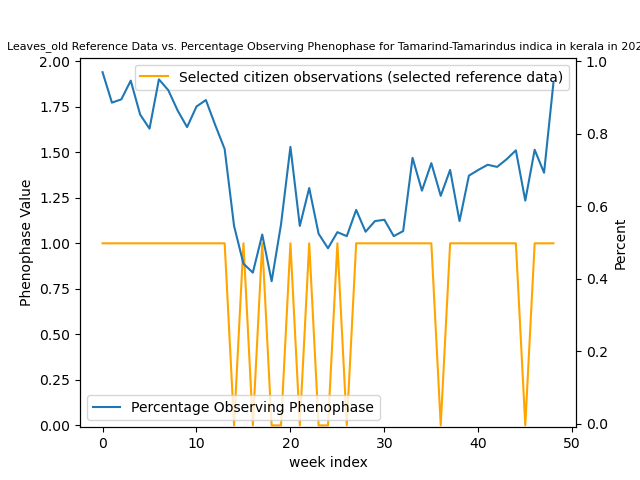 Leaves_old Reference Data vs. Percentage Observing Phenophase for Tamarind-Tamarindus indica in kerala in 202
2.00
1.75
1.50
1.25
1.00
0.75
0.50
0.25
0.00
Phenophase Value
Selected citizen observations (selected reference data)
Percentage Observing Phenophase
1.0
0.8
0.6
0.4
0.2
0.0
Percent
0 10 20 30 40 50
week index